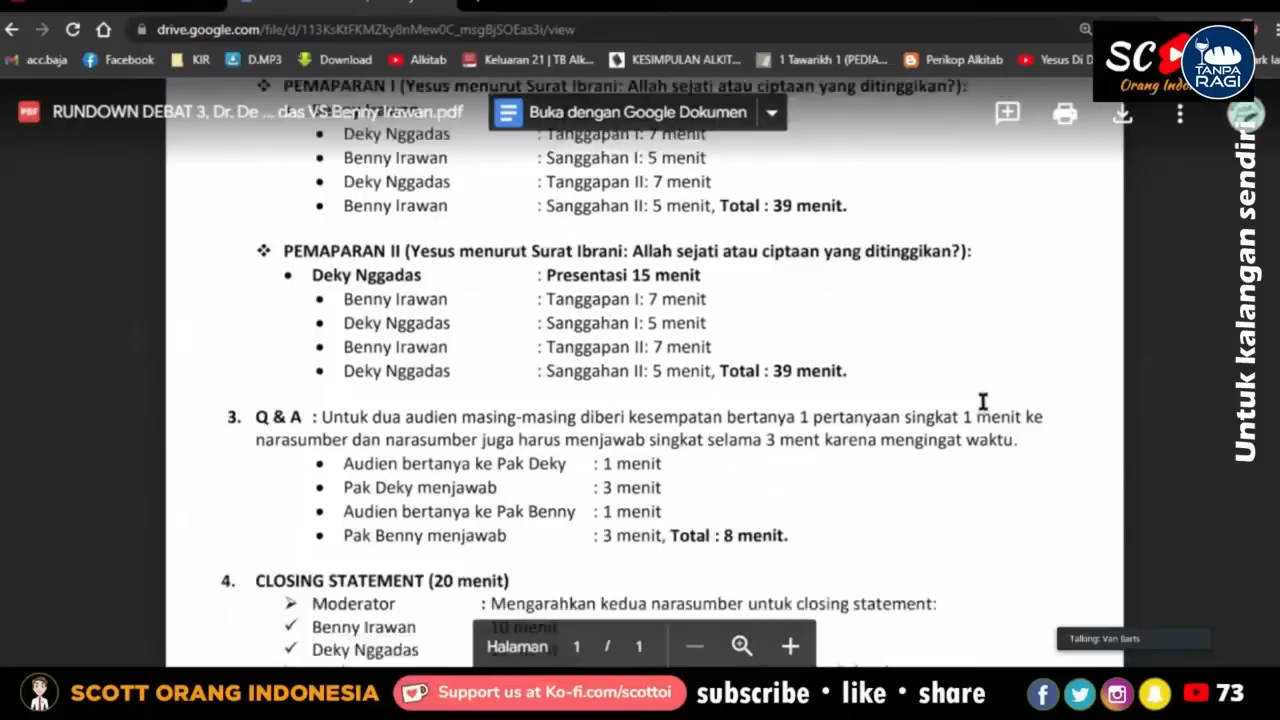 drive.google.com/file/d/113KsKtFKMZky8nMew0C_msgBjSOEas3i/view
acc.baja
Facebook
KIR
D.MP3
Download
Alkitab
Keluaran 21 | TB Alk...
KESIMPULAN ALKIT...
1 Tawarikh 1 (PEDIA...
Perikop Alkitab
Yesus Di D
SC
Orang Indo
TANPA
RAGI
PEMAPARAN I (Yesus menurut Surat Ibrani: Allah sejati atau ciptaan yang ditinggikan?):
PDF RUNDOWN DEBAT 3, Dr. De ... das VS Benny Irawan.pdf
Buka dengan Google Dokumen
• Deky Nggadas : Tanggapan I: 7 menit
• Benny Irawan : Sanggahan I: 5 menit
• Deky Nggadas : Tanggapan II: 7 menit
• Benny Irawan : Sanggahan II: 5 menit, Total : 39 menit.
❖ PEMAPARAN II (Yesus menurut Surat Ibrani: Allah sejati atau ciptaan yang ditinggikan?):
• Deky Nggadas : Presentasi 15 menit
• Benny Irawan : Tanggapan I: 7 menit
• Deky Nggadas : Sanggahan I: 5 menit
• Benny Irawan : Tanggapan II: 7 menit
• Deky Nggadas : Sanggahan II: 5 menit, Total : 39 menit.
3. Q & A : Untuk dua audien masing-masing diberi kesempatan bertanya 1 pertanyaan singkat 1 menit ke
narasumber dan narasumber juga harus menjawab singkat selama 3 ment karena mengingat waktu.
• Audien bertanya ke Pak Deky : 1 menit
• Pak Deky menjawab : 3 menit
• Audien bertanya ke Pak Benny : 1 menit
• Pak Benny menjawab : 3 menit, Total : 8 menit.
4. CLOSING STATEMENT (20 menit)
➢ Moderator : Mengarahkan kedua narasumber untuk closing statement:
✓ Benny Irawan 10 menit
✓ Deky Nggadas
Halaman 1 / 1
Talking: Van Barts
Untuk kalangan sendiri
SCOTT ORANG INDONESIA
Support us at Ko-fi.com/scottoi
subscribe • like • share
73